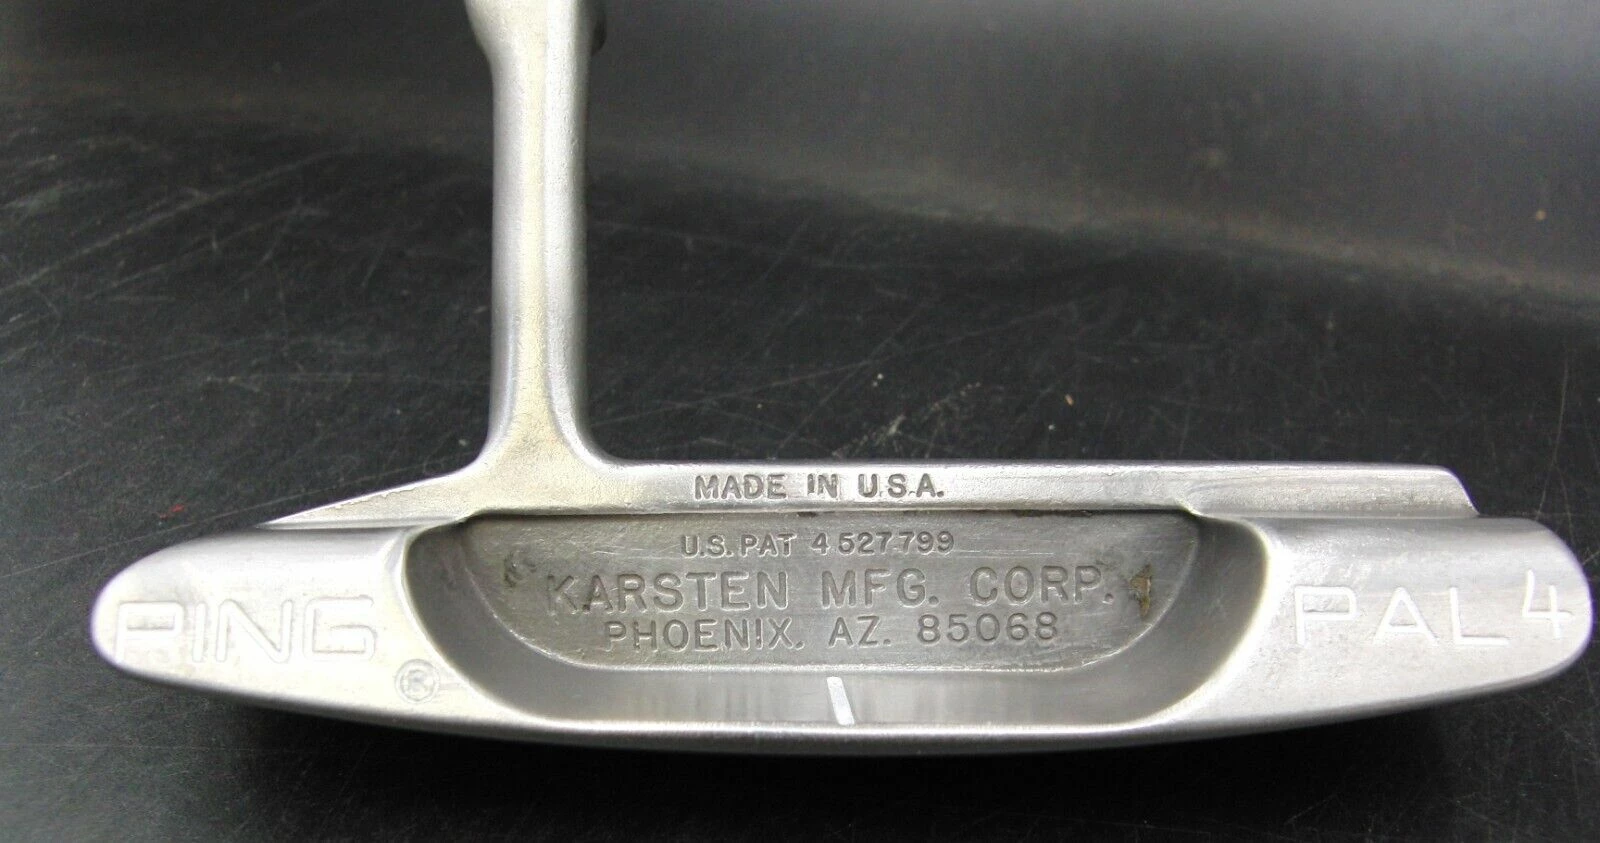 MADE IN U.S.A.
U.S. PAT 4 527.799
KARSTEN MFG. CORP.
PHOENIX, AZ. 85068
PING ®
PAL 4